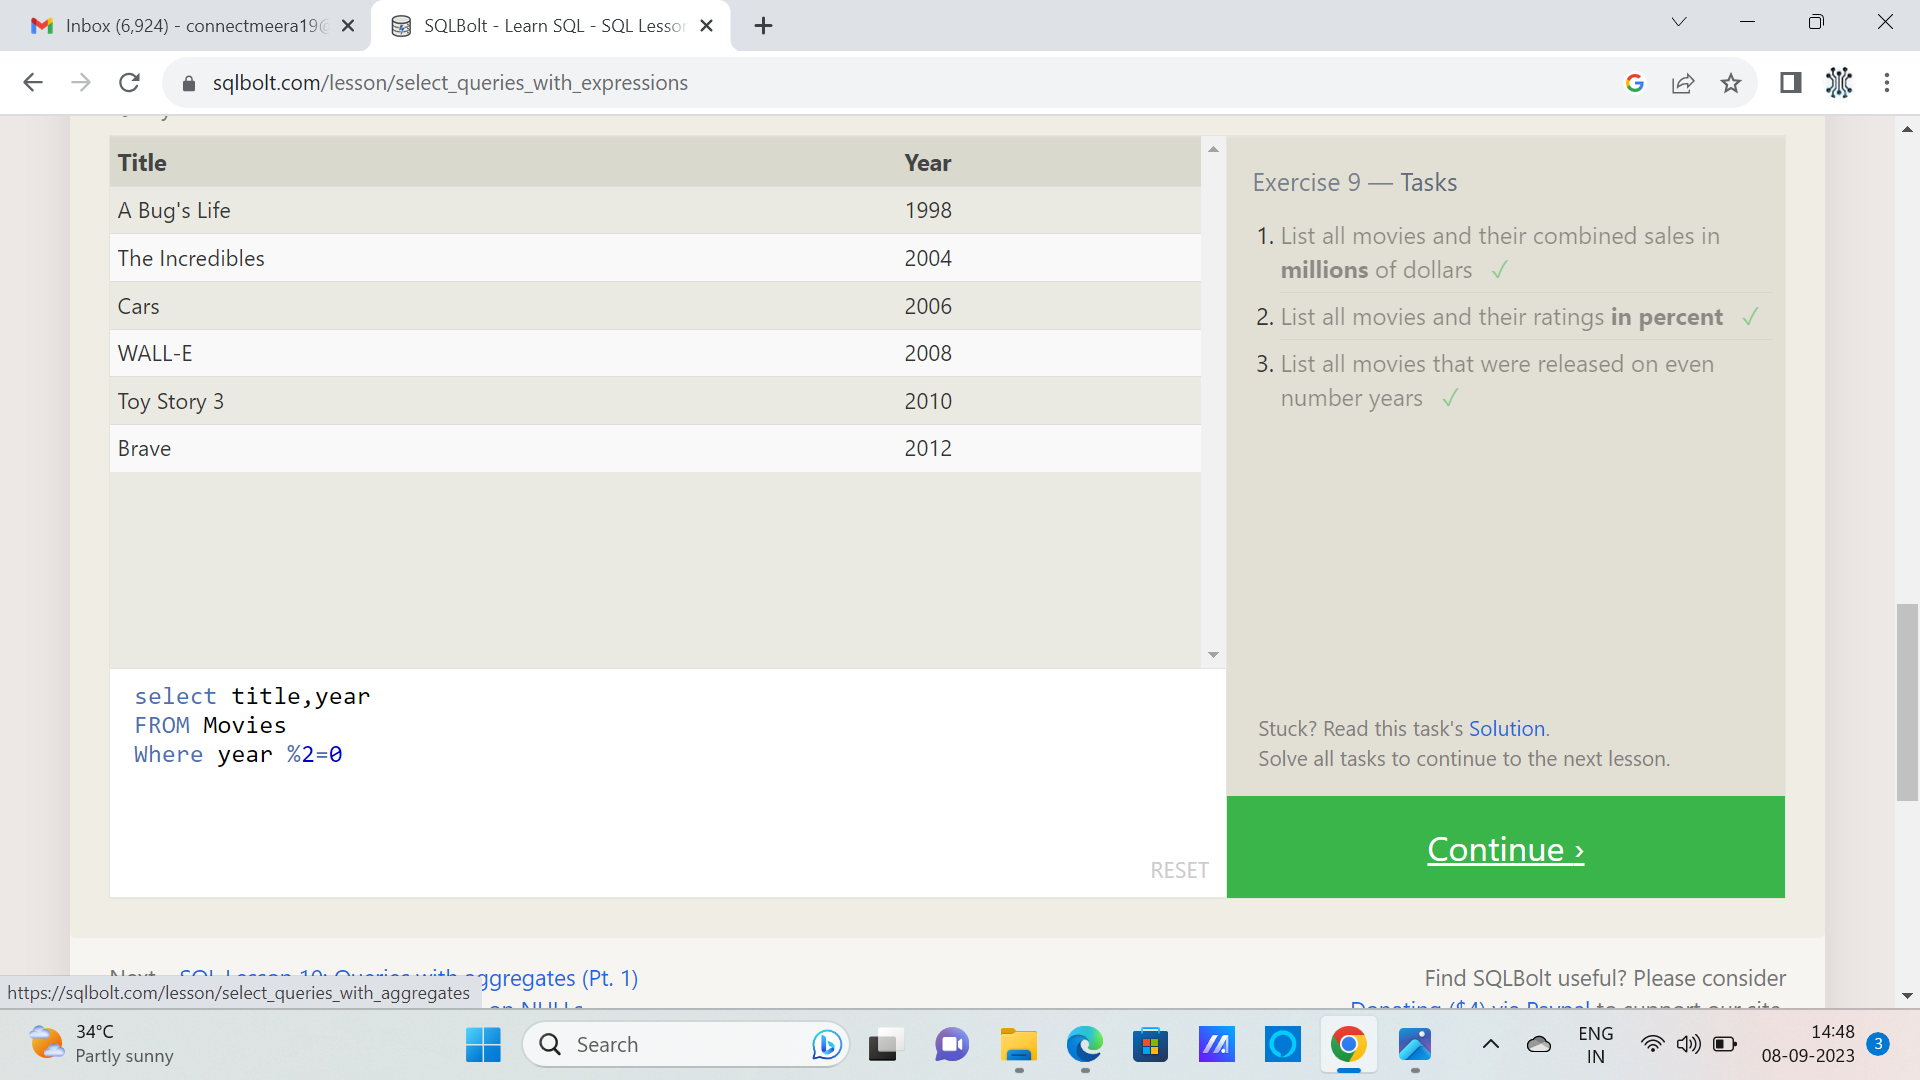 Inbox (6,924) - connectmeera19@
SQLBolt - Learn SQL - SQL Lesson
sqlbolt.com/lesson/select_queries_with_expressions
Title Year
A Bug's Life 1998
The Incredibles 2004
Cars 2006
WALL-E 2008
Toy Story 3 2010
Brave 2012
select title,year
FROM Movies
Where year %2=0
RESET
Exercise 9 — Tasks
1. List all movies and their combined sales in
millions of dollars ✓
2. List all movies and their ratings in percent ✓
3. List all movies that were released on even
number years ✓
Stuck? Read this task's Solution.
Solve all tasks to continue to the next lesson.
Continue ›
Next – SQL Lesson 10: Queries with aggregates (Pt. 1)
on NULLs
Find SQLBolt useful? Please consider
Donating ($4) via Paypal to support our site.
https://sqlbolt.com/lesson/select_queries_with_aggregates
34°C
Partly sunny
Search
ENG
IN
14:48
08-09-2023
3